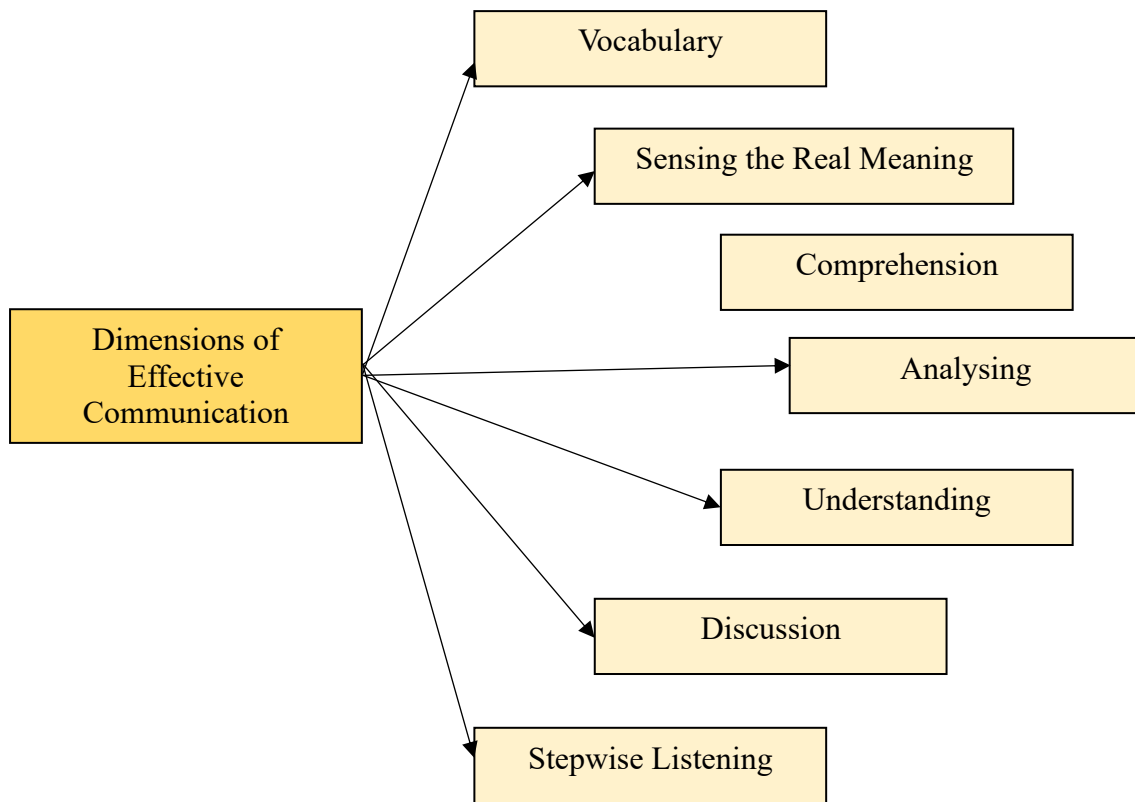 Vocabulary
Sensing the Real Meaning
Comprehension
Dimensions of
Effective
Communication
Analysing
Understanding
Discussion
Stepwise Listening